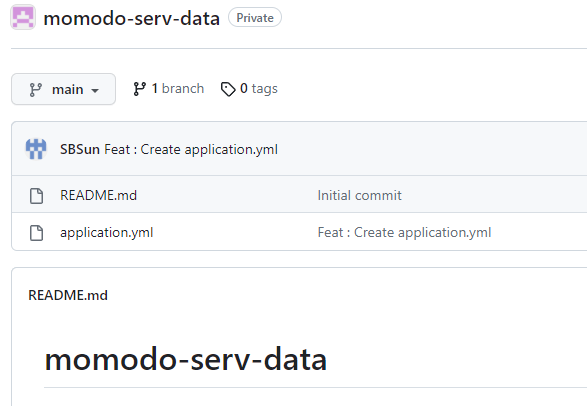 momodo-serv-data Private
main 1 branch 0 tags
SBSun Feat : Create application.yml
README.md Initial commit
application.yml Feat : Create application.yml
README.md
momodo-serv-data